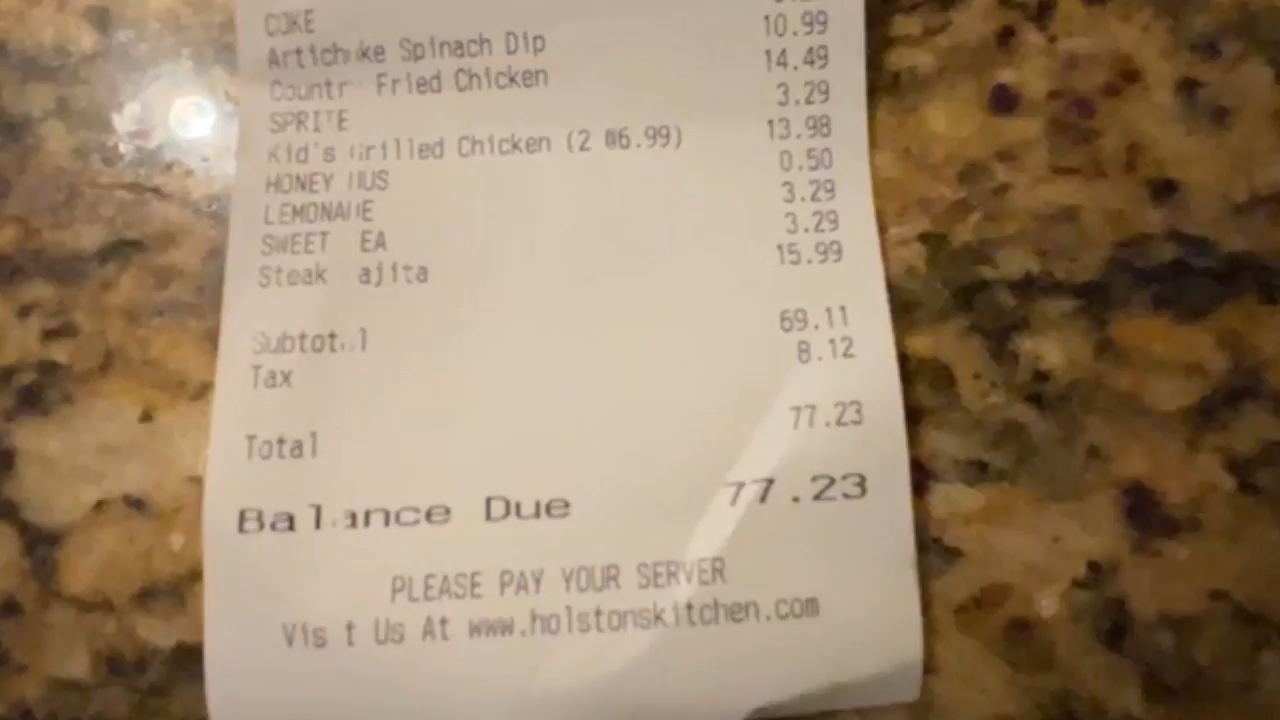 COKE
Artichoke Spinach Dip 10.99
Country Fried Chicken 14.49
SPRITE 3.29
Kid's Grilled Chicken (2 @6.99) 13.98
HONEY MUS 0.50
LEMONADE 3.29
SWEET TEA 3.29
Steak Fajita 15.99
Subtotal 69.11
Tax 8.12
Total 77.23
Balance Due 77.23
PLEASE PAY YOUR SERVER
Visit Us At www.holstonskitchen.com